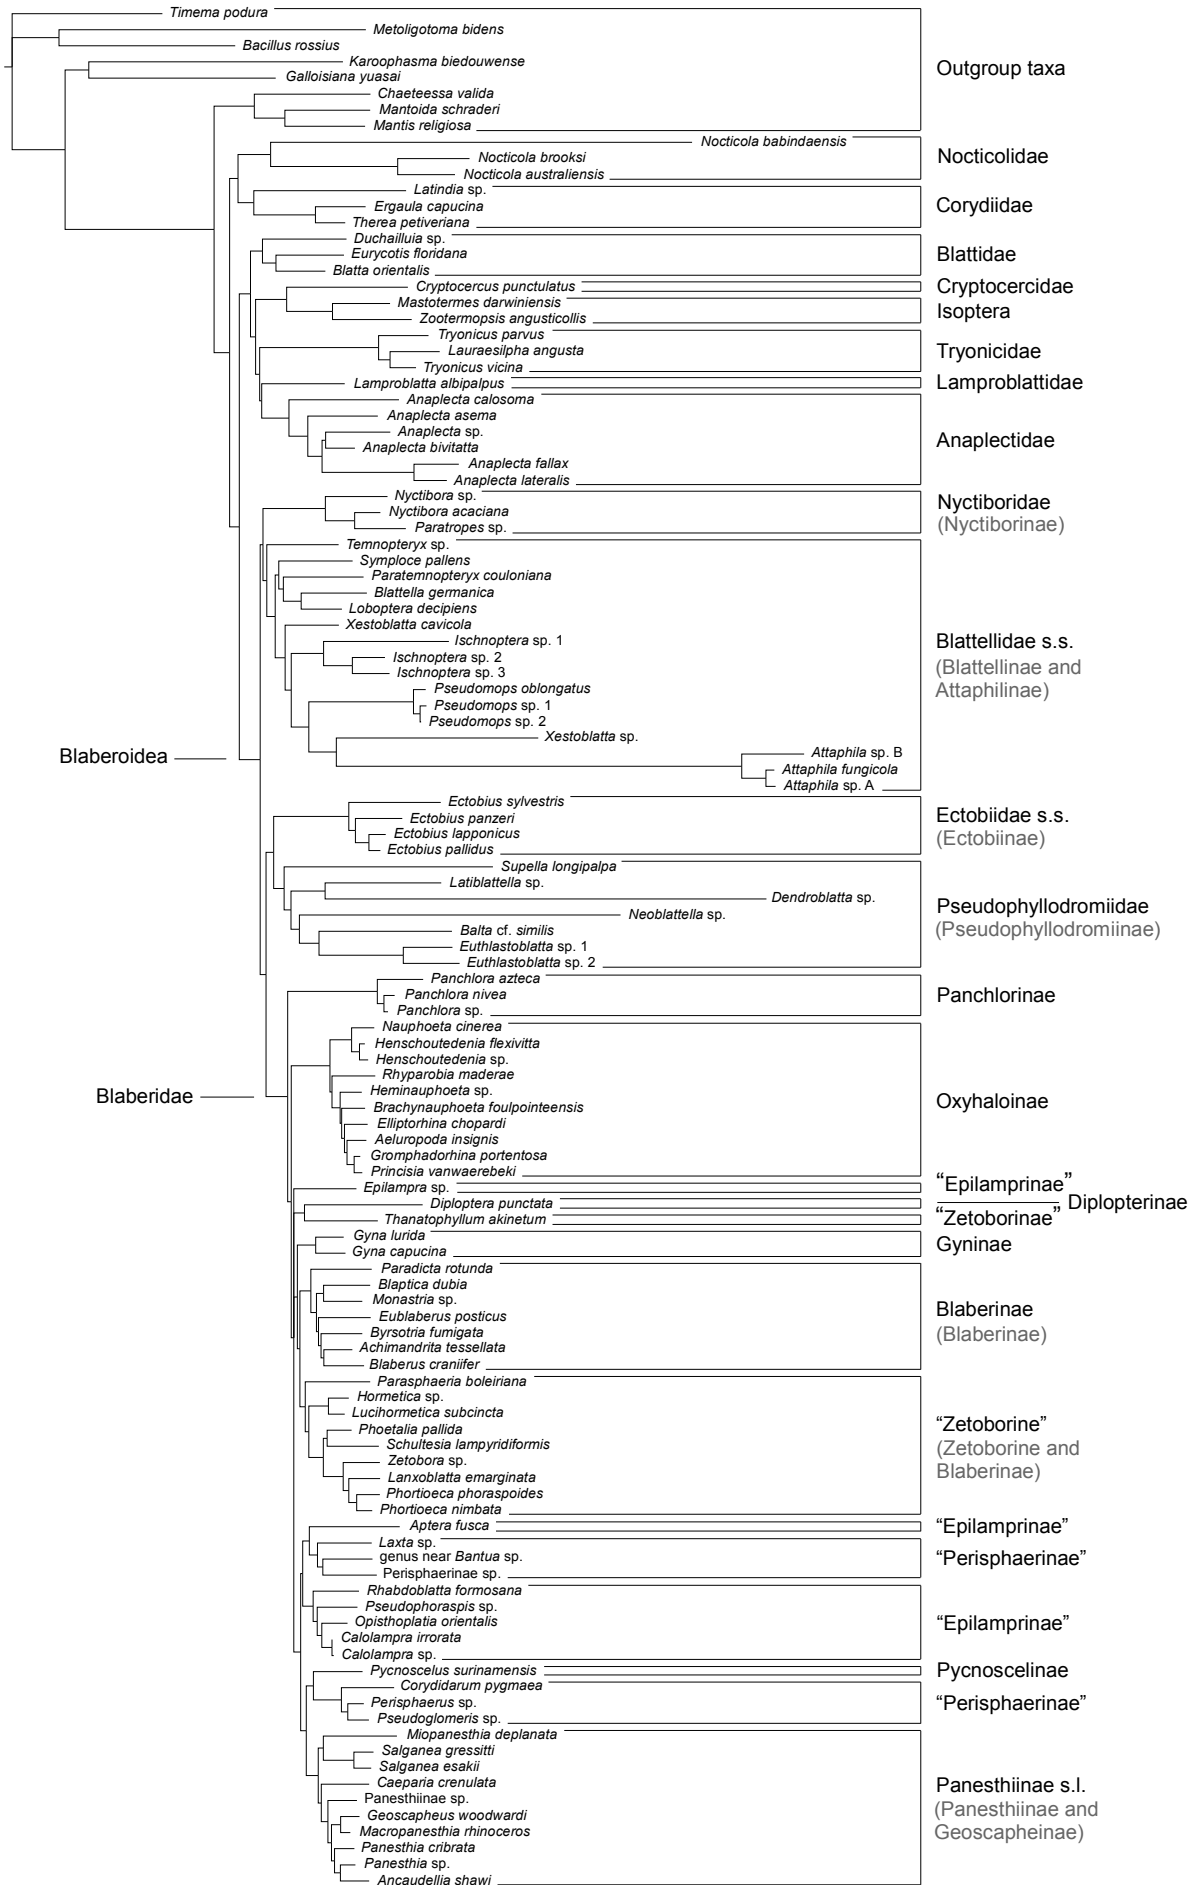 Timema podura
Metoligotoma bidens
Bacillus rossius
Karoophasma biedouwense
Galloisiana yuasai
Chaeteessa valida
Mantoida schraderi
Mantis religiosa
Outgroup taxa
Nocticola babindaensis
Nocticola brooksi
Nocticola australiensis
Nocticolidae
Latindia sp.
Ergaula capucina
Therea petiveriana
Corydiidae
Duchailluia sp.
Eurycotis floridana
Blatta orientalis
Blattidae
Cryptocercus punctulatus
Cryptocercidae
Mastotermes darwiniensis
Zootermopsis angusticollis
Isoptera
Tryonicus parvus
Lauraesilpha angusta
Tryonicus vicina
Tryonicidae
Lamproblatta albipalpus
Lamproblattidae
Anaplecta calosoma
Anaplecta asema
Anaplecta sp.
Anaplecta bivitatta
Anaplecta fallax
Anaplecta lateralis
Anaplectidae
Nyctibora sp.
Nyctibora acaciana
Paratropes sp.
Nyctiboridae
(Nyctiborinae)
Temnopteryx sp.
Symploce pallens
Paratemnopteryx couloniana
Blattella germanica
Loboptera decipiens
Xestoblatta cavicola
Ischnoptera sp. 1
Ischnoptera sp. 2
Ischnoptera sp. 3
Pseudomops oblongatus
Pseudomops sp. 1
Pseudomops sp. 2
Xestoblatta sp.
Attaphila sp. B
Attaphila fungicola
Attaphila sp. A
Blattellidae s.s.
(Blattellinae and
Attaphilinae)
Blaberoidea
Ectobius sylvestris
Ectobius panzeri
Ectobius lapponicus
Ectobius pallidus
Ectobiidae s.s.
(Ectobiinae)
Supella longipalpa
Latiblattella sp.
Dendroblatta sp.
Neoblattella sp.
Balta cf. similis
Euthlastoblatta sp. 1
Euthlastoblatta sp. 2
Pseudophyllodromiidae
(Pseudophyllodromiinae)
Panchlora azteca
Panchlora nivea
Panchlora sp.
Panchlorinae
Nauphoeta cinerea
Henschoutedenia flexivitta
Henschoutedenia sp.
Rhyparobia maderae
Heminauphoeta sp.
Brachynauphoeta foulpointeensis
Elliptorhina chopardi
Aeluropoda insignis
Gromphadorhina portentosa
Princisia vanwaerebeki
Oxyhaloinae
Blaberidae
Epilampra sp.
"Epilamprinae"
Diploptera punctata
Diplopterinae
Thanatophyllum akinetum
"Zetoborinae"
Gyna lurida
Gyna capucina
Gyninae
Paradicta rotunda
Blaptica dubia
Monastria sp.
Eublaberus posticus
Byrsotria fumigata
Achimandrita tessellata
Blaberus craniifer
Blaberinae
(Blaberinae)
Parasphaeria boleiriana
Hormetica sp.
Lucihormetica subcincta
Phoetalia pallida
Schultesia lampyridiformis
Zetobora sp.
Lanxoblatta emarginata
Phortioeca phoraspoides
Phortioeca nimbata
“Zetoborine”
(Zetoborine and
Blaberinae)
Aptera fusca
“Epilamprinae”
Laxta sp.
genus near Bantua sp.
Perisphaerinae sp.
“Perisphaerinae”
Rhabdoblatta formosana
Pseudophoraspis sp.
Opisthoplatia orientalis
Calolampra irrorata
Calolampra sp.
“Epilamprinae”
Pycnoscelus surinamensis
Pycnoscelinae
Corydidarum pygmaea
Perisphaerus sp.
Pseudoglomeris sp.
“Perisphaerinae”
Miopanesthia deplanata
Salganea gressitti
Salganea esakii
Caeparia crenulata
Panesthiinae sp.
Geoscapheus woodwardi
Macropanesthia rhinoceros
Panesthia cribrata
Panesthia sp.
Ancaudellia shawi
Panesthiinae s.l.
(Panesthiinae and
Geoscapheinae)